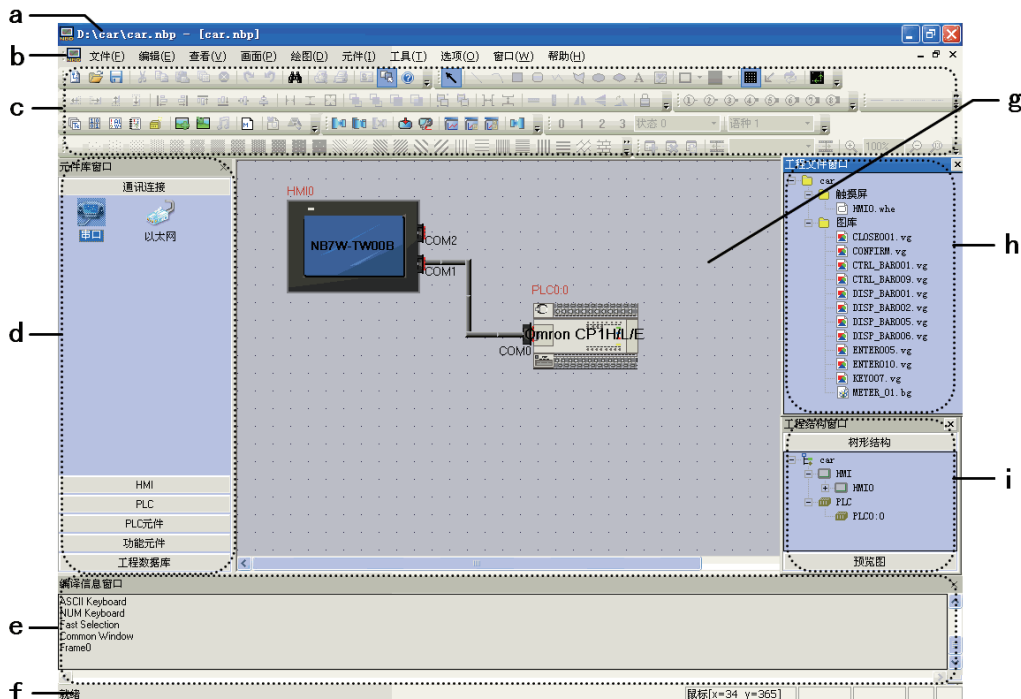 a
D:\car\car.nbp - [car.nbp]
b
文件(F) 编辑(E) 查看(V) 画面(P) 绘图(D) 元件(I) 工具(T) 选项(O) 窗口(W) 帮助(H)
c
0 1 2 3 状态 0 语种 1
100%
g
元件库窗口
通讯连接
串口
以太网
d
HMI
PLC
PLC元件
功能元件
工程数据库
HMI0
NB7W-TW00B
COM2
COM1
PLC0:0
Omron CP1H/L/E
COM0
工程文件窗口
car
触摸屏
HMI0.whe
图库
CLOSE001.vg
CONFIRM.vg
CTRL_BAR001.vg
CTRL_BAR009.vg
DISP_BAR001.vg
DISP_BAR002.vg
DISP_BAR005.vg
DISP_BAR006.vg
ENTER005.vg
ENTER010.vg
KEY007.vg
METER_01.bg
h
工程结构窗口
树形结构
car
HMI
HMI0
PLC
PLC0:0
预览图
i
编译信息窗口
ASCII Keyboard
NUM Keyboard
Fast Selection
Common Window
Frame0
e
f
就绪
鼠标[x=34 y=365]